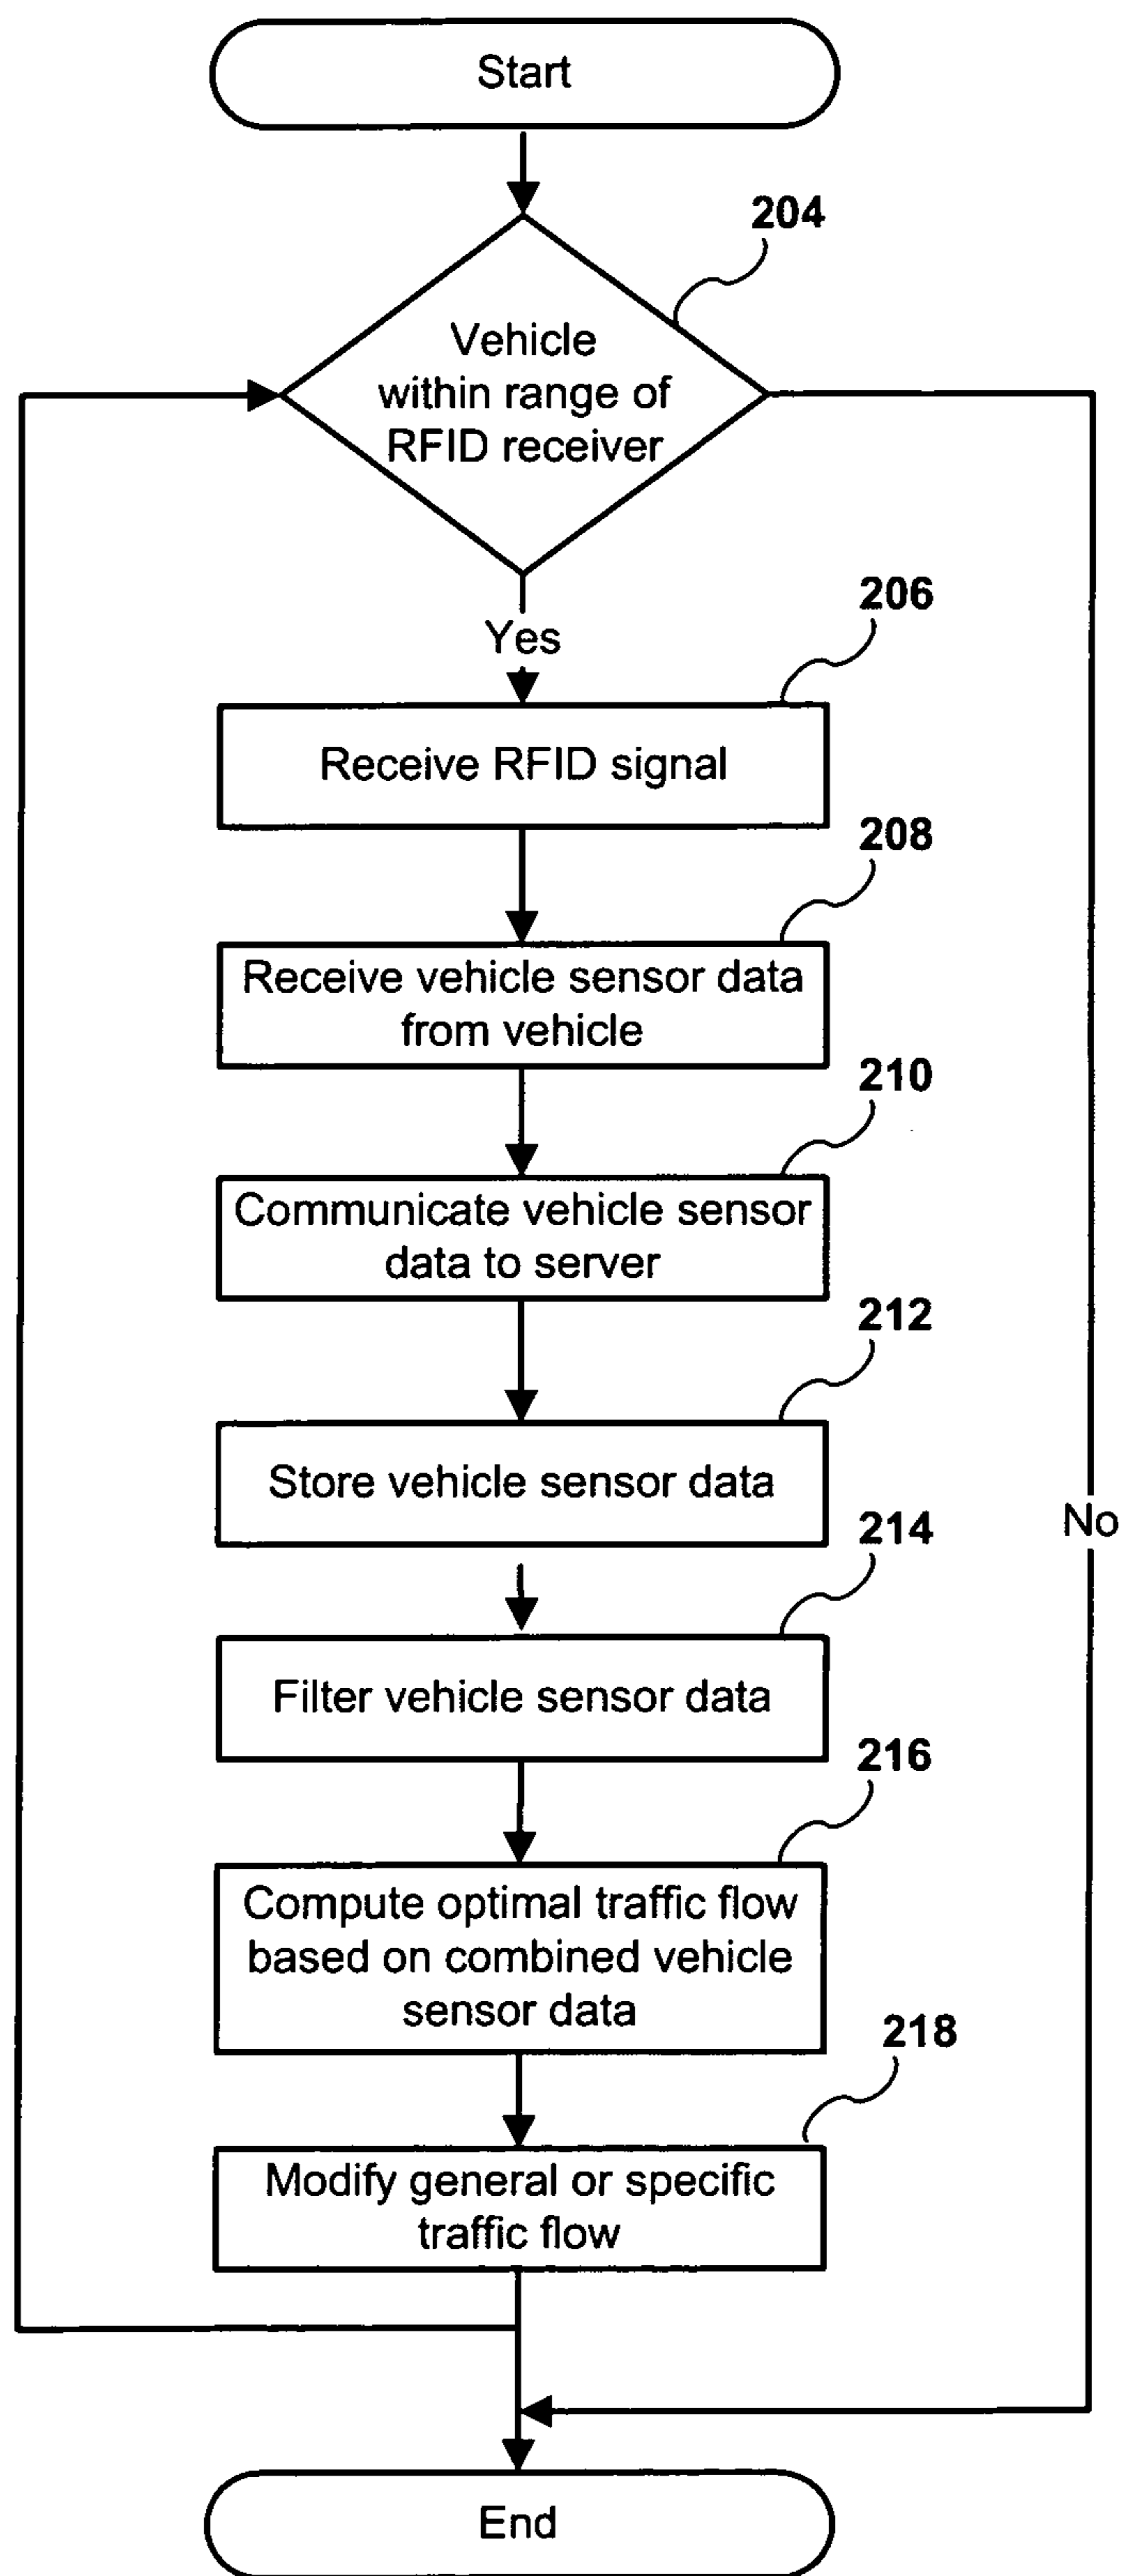 Start
204
Vehicle
within range of
RFID receiver
206
Yes
Receive RFID signal
208
Receive vehicle sensor data
from vehicle
210
Communicate vehicle sensor
data to server
212
Store vehicle sensor data
No
214
Filter vehicle sensor data
216
Compute optimal traffic flow
based on combined vehicle
sensor data
218
Modify general or specific
traffic flow
End